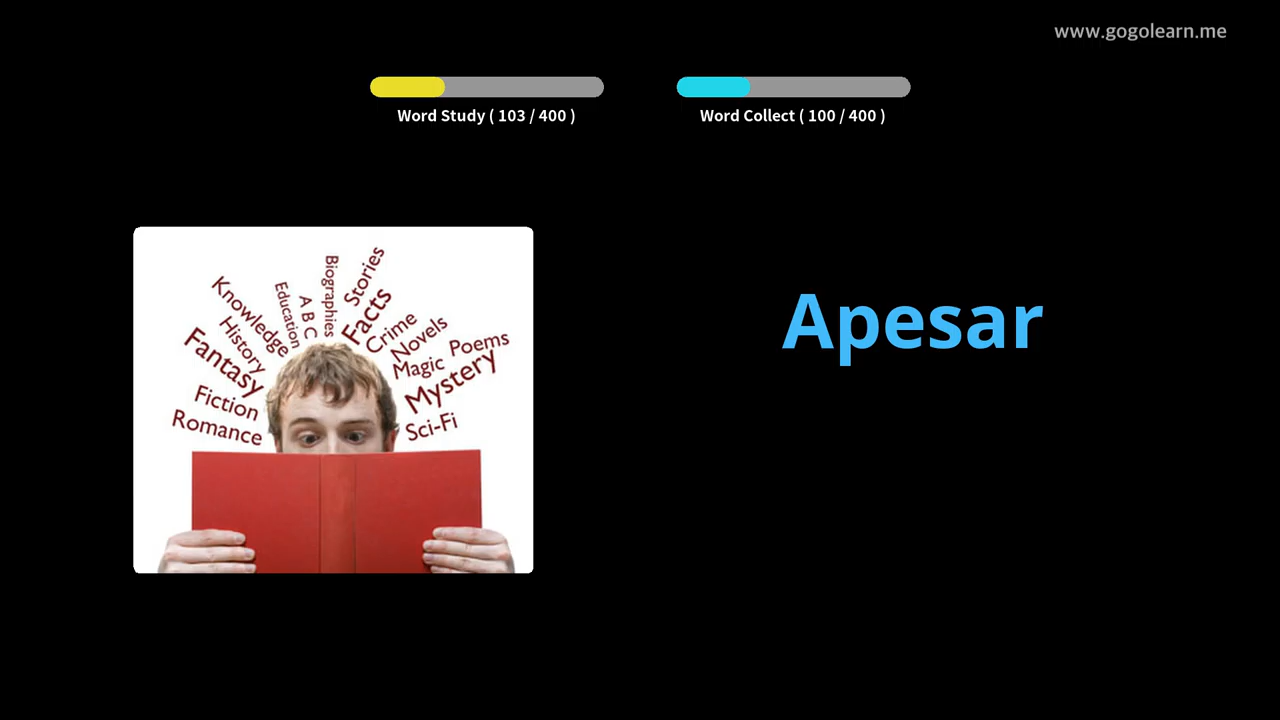 www.gogolearn.me
Word Study ( 103 / 400 )
Word Collect ( 100 / 400 )
Apesar
Biographies
Stories
Facts
A B C
Education
Knowledge
History
Fantasy
Fiction
Romance
Crime
Novels
Poems
Magic
Mystery
Sci-Fi